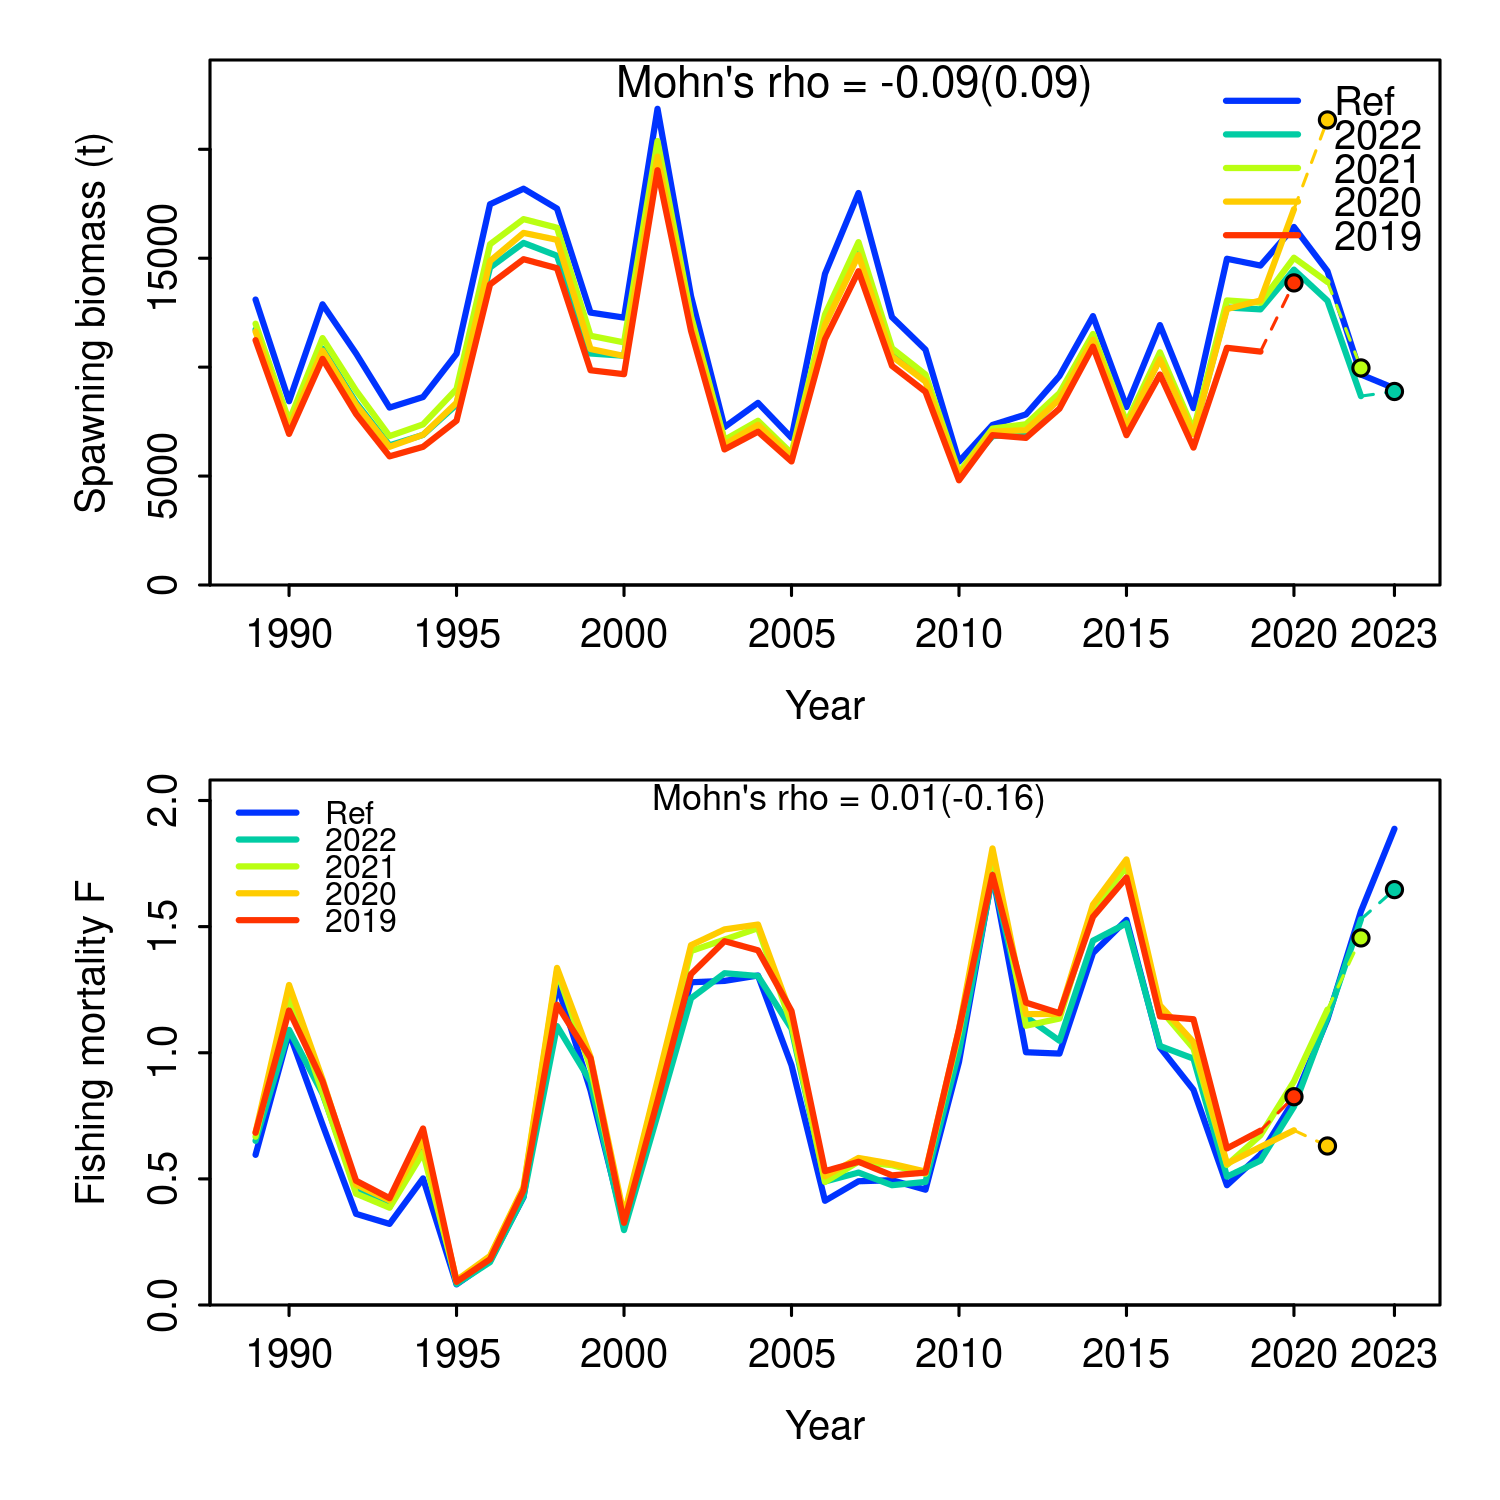 Mohn's rho = -0.09(0.09)
Ref
2022
2021
2020
2019
Spawning biomass (t)
0 5000 15000
1990 1995 2000 2005 2010 2015 2020 2023
Year
Mohn's rho = 0.01(-0.16)
Ref
2022
2021
2020
2019
Fishing mortality F
0.0 0.5 1.0 1.5 2.0
1990 1995 2000 2005 2010 2015 2020 2023
Year